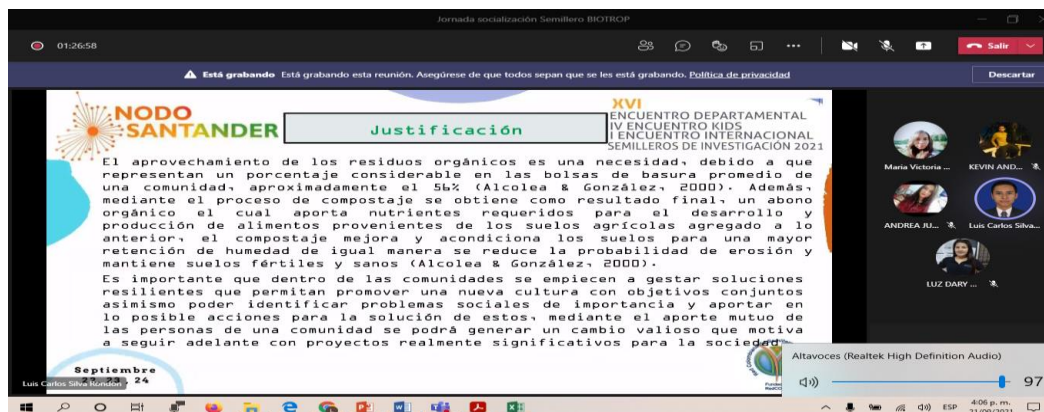 Jornada socialización Semillero BIOTROP
01:26:58
Salir
Está grabando Está grabando esta reunión. Asegúrese de que todos sepan que se les está grabando. Política de privacidad
Descartar
NODO
SANTANDER
Justificación
XVI
ENCUENTRO DEPARTAMENTAL
IV ENCUENTRO KIDS
I ENCUENTRO INTERNACIONAL
SEMILLEROS DE INVESTIGACIÓN 2021
El aprovechamiento de los residuos orgánicos es una necesidad, debido a que
representan un porcentaje considerable en las bolsas de basura promedio de
una comunidad, aproximadamente el 56% (Alcolea & González, 2000). Además,
mediante el proceso de compostaje se obtiene como resultado final, un abono
orgánico el cual aporta nutrientes requeridos para el desarrollo y
producción de alimentos provenientes de los suelos agrícolas agregado a lo
anterior, el compostaje mejora y acondiciona los suelos para una mayor
retención de humedad de igual manera se reduce la probabilidad de erosión y
mantiene suelos fértiles y sanos (Alcolea & González, 2000).
Es importante que dentro de las comunidades se empiecen a gestar soluciones
resilientes que permitan promover una nueva cultura con objetivos conjuntos
asimismo poder identificar problemas sociales de importancia y aportar en
lo posible acciones para la solución de estos, mediante el aporte mutuo de
las personas de una comunidad se podrá generar un cambio valioso que motiva
a seguir adelante con proyectos realmente significativos para la sociedad.
Septiembre
24
Luis Carlos Silva Rondon
Maria Victoria ...
KEVIN AND...
ANDREA JU...
Luis Carlos Silva...
LUZ DARY ...
Altavoces (Realtek High Definition Audio)
97
ESP
4:06 p. m.
21/09/2021